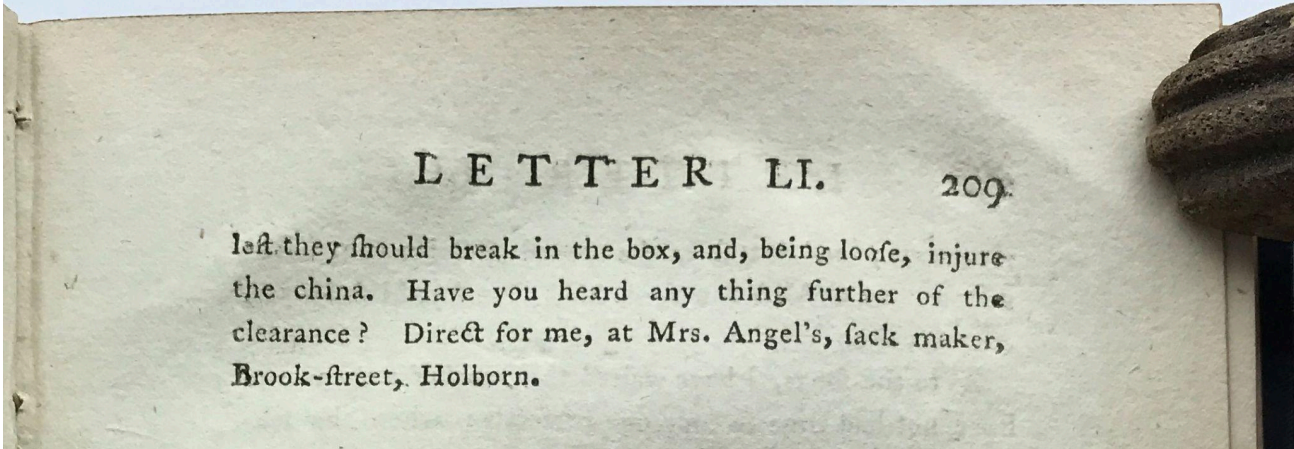 LETTER LI. 209
leſt they ſhould break in the box, and, being looſe, injure
the china. Have you heard any thing further of the
clearance? Direct for me, at Mrs. Angel's, ſack maker,
Brook-ſtreet, Holborn.